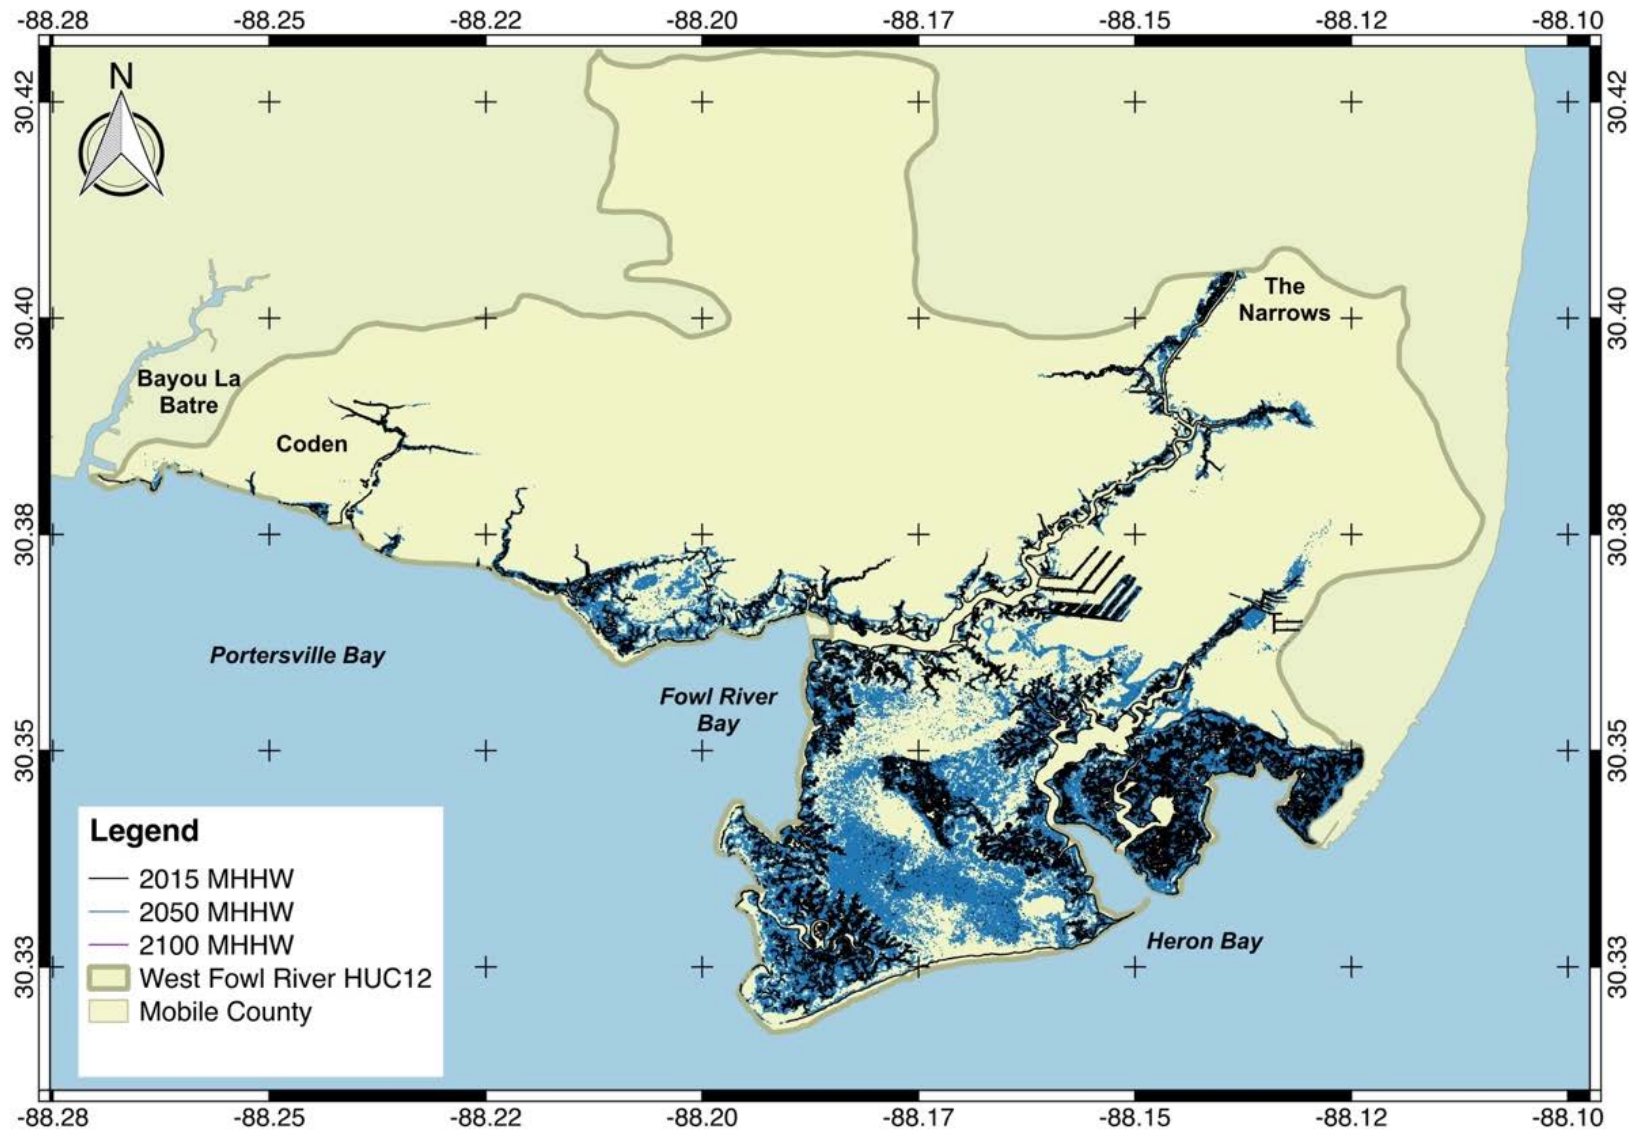 -88.28 -88.25 -88.22 -88.20 -88.17 -88.15 -88.12 -88.10
N
30.42 30.42
The
Narrows
30.40 30.40
Bayou La
Batre
Coden
30.38 30.38
Portersville Bay
Fowl River
Bay
30.35 30.35
Heron Bay
30.33 30.33
Legend
2015 MHHW
2050 MHHW
2100 MHHW
West Fowl River HUC12
Mobile County
-88.28 -88.25 -88.22 -88.20 -88.17 -88.15 -88.12 -88.10